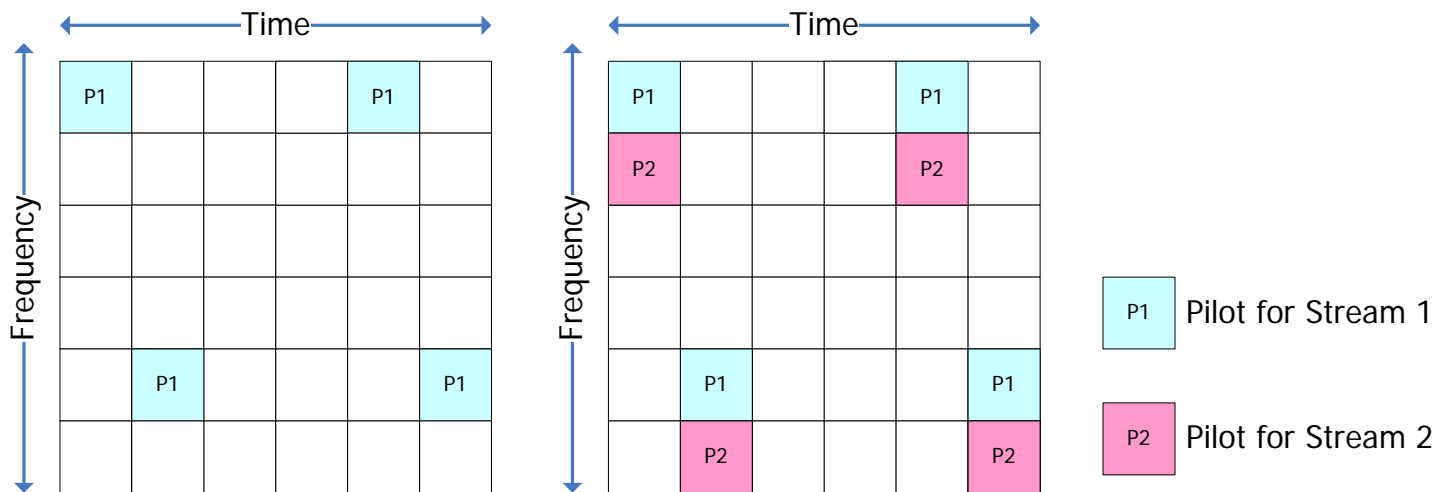 Time
Frequency
P1 P1
P1 P1
Time
Frequency
P1 P1
P2 P2
P1 P1
P2 P2
P1 Pilot for Stream 1
P2 Pilot for Stream 2